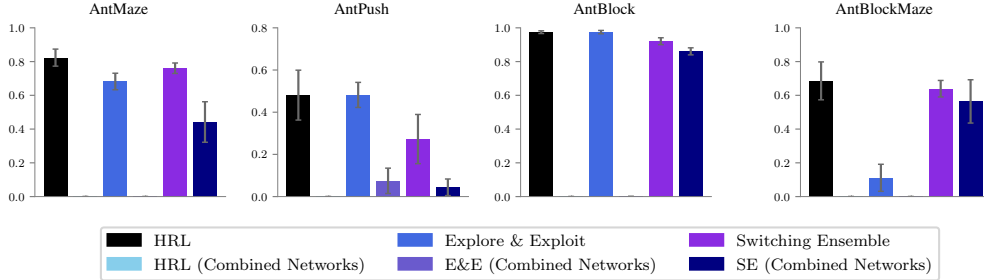 AntMaze AntPush AntBlock AntBlockMaze
1.0 0.8 1.0 1.0
0.8 0.6 0.8 0.8
0.6 0.4 0.6 0.6
0.4 0.2 0.4 0.4
0.2 0.0 0.2 0.2
0.0 0.0 0.0
HRL Explore & Exploit Switching Ensemble
HRL (Combined Networks) E&E (Combined Networks) SE (Combined Networks)